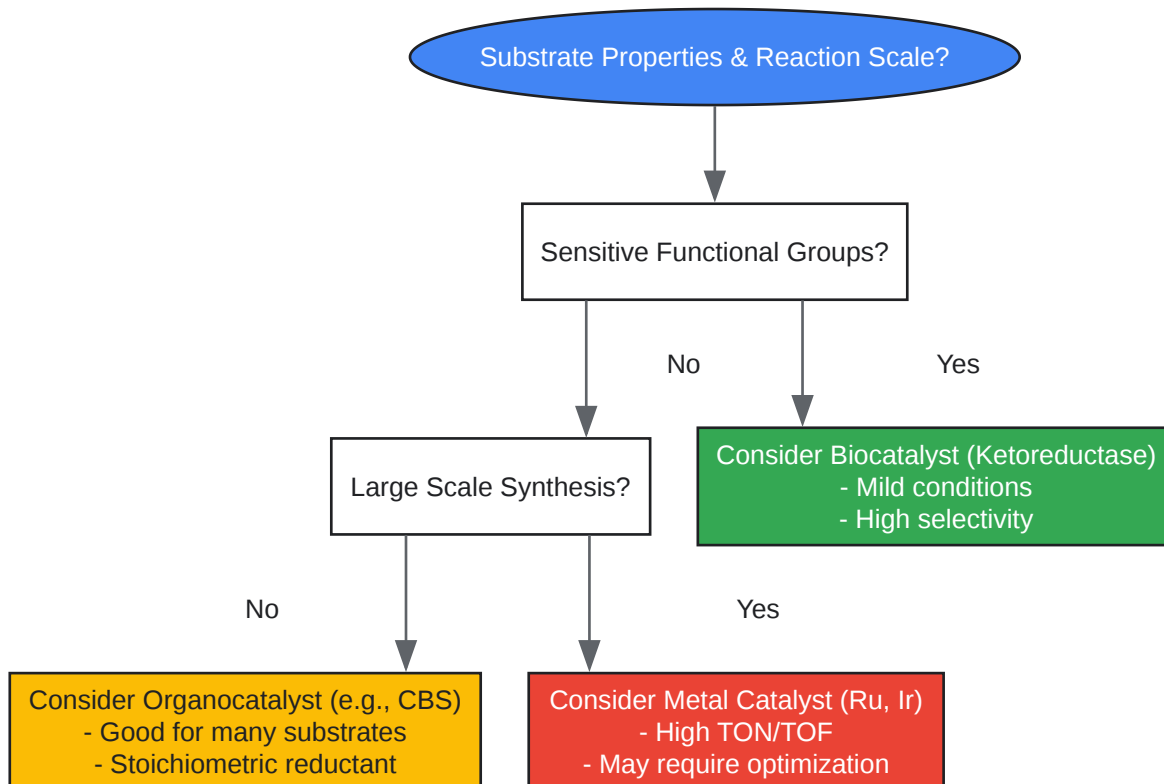 Substrate Properties & Reaction Scale?
Sensitive Functional Groups?
No
Yes
Consider Biocatalyst (Ketoreductase)
- Mild conditions
- High selectivity
Large Scale Synthesis?
No
Yes
Consider Organocatalyst (e.g., CBS)
- Good for many substrates
- Stoichiometric reductant
Consider Metal Catalyst (Ru, Ir)
- High TON/TOF
- May require optimization